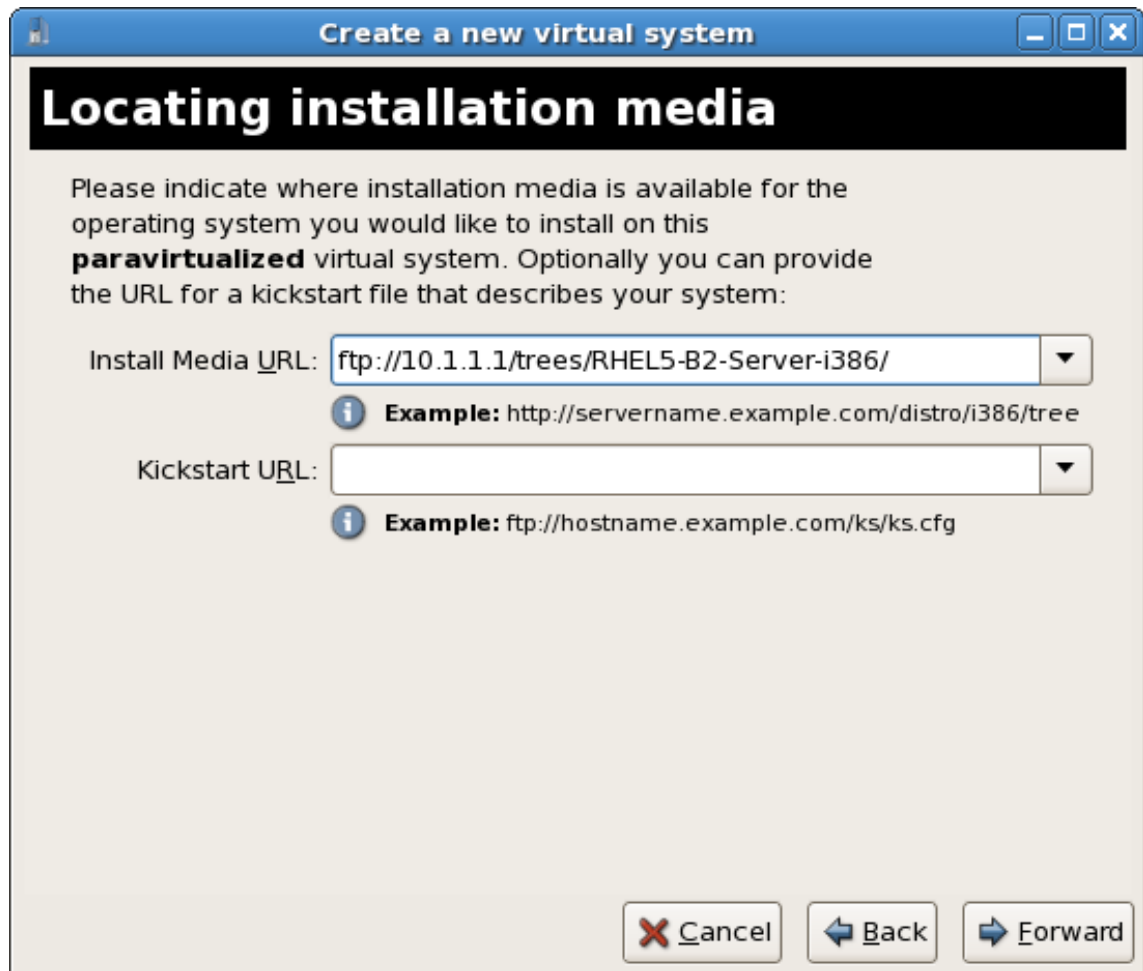 Create a new virtual system
Locating installation media
Please indicate where installation media is available for the
operating system you would like to install on this
paravirtualized virtual system. Optionally you can provide
the URL for a kickstart file that describes your system:
Install Media URL: ftp://10.1.1.1/trees/RHEL5-B2-Server-i386/
Example: http://servername.example.com/distro/i386/tree
Kickstart URL:
Example: ftp://hostname.example.com/ks/ks.cfg
Cancel Back Forward